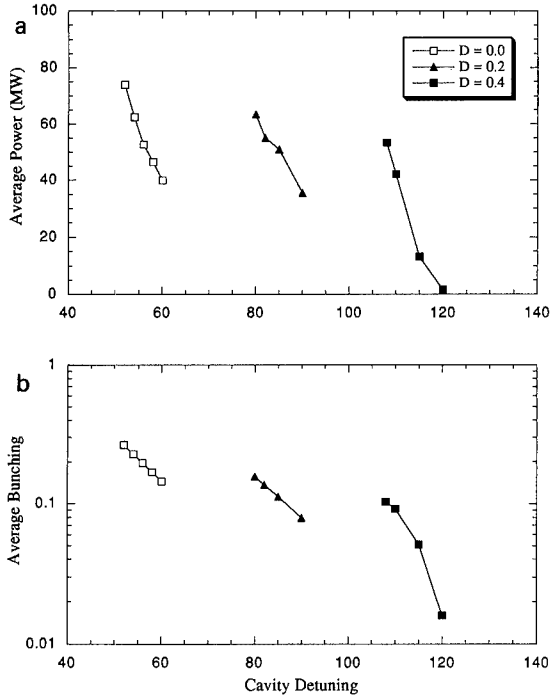 a
100
80
60
40
20
0
Average Power (MW)
D = 0.0
D = 0.2
D = 0.4
40 60 80 100 120 140
b
1
0.1
0.01
Average Bunching
40 60 80 100 120 140
Cavity Detuning